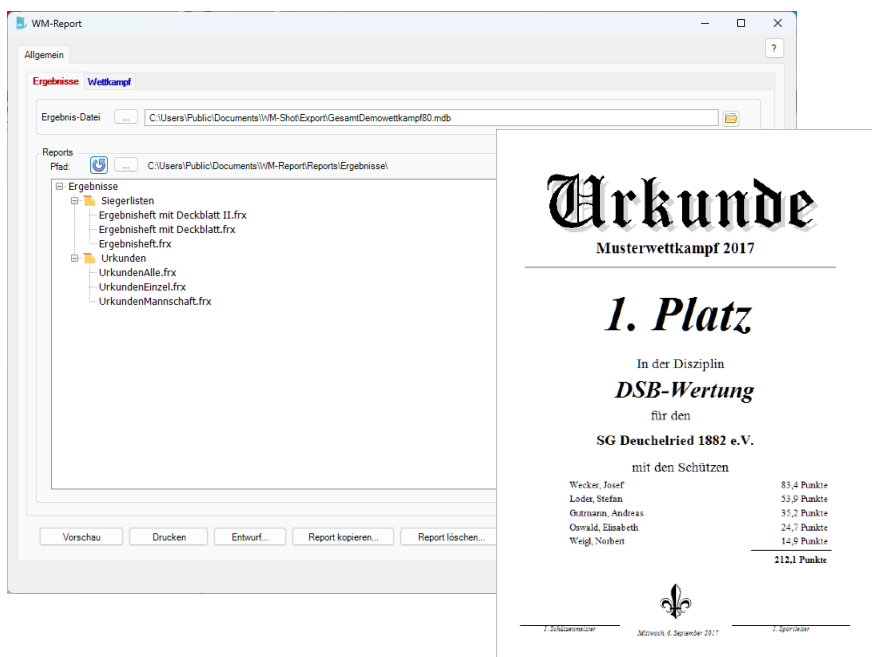 WM-Report
?
Allgemein
Ergebnisse Wettkampf
Ergebnis-Datei ... C:\Users\Public\Documents\WM-Shot\Export\GesamtDemowettkampf80.mdb
Reports
Pfad: ... C:\Users\Public\Documents\WM-Report\Reports\Ergebnisse\
Ergebnisse
Siegerlisten
Ergebnisheft mit Deckblatt II.frx
Ergebnisheft mit Deckblatt.frx
Ergebnisheft.frx
Urkunden
UrkundenAlle.frx
UrkundenEinzel.frx
UrkundenMannschaft.frx
Vorschau Drucken Entwurf... Report kopieren... Report löschen...
Urkunde
Musterwettkampf 2017
1. Platz
In der Disziplin
DSB-Wertung
für den
SG Deuchelried 1882 e.V.
mit den Schützen
Wecker, Josef 83,4 Punkte
Loder, Stefan 53,9 Punkte
Gutmann, Andreas 35,2 Punkte
Oswald, Elisabeth 24,7 Punkte
Weigl, Norbert 14,9 Punkte
212,1 Punkte
1. Schützenmeister Mittwoch, 6. September 2017 1. Sportleiter